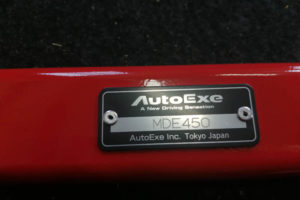 AutoExe
A New Driving Sensation
MDE450
AutoExe Inc. Tokyo Japan